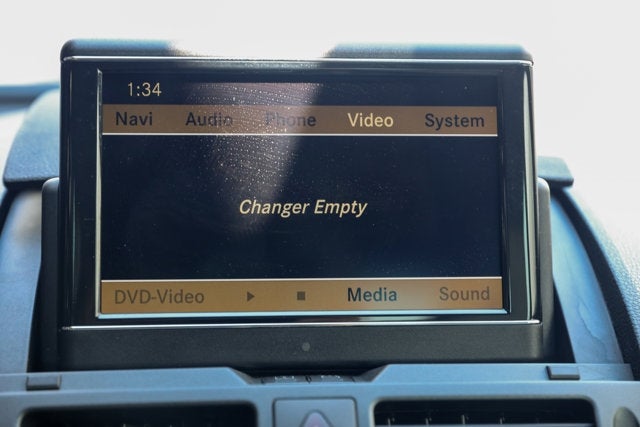 1:34
Navi Audio Phone Video System
Changer Empty
DVD-Video Media Sound